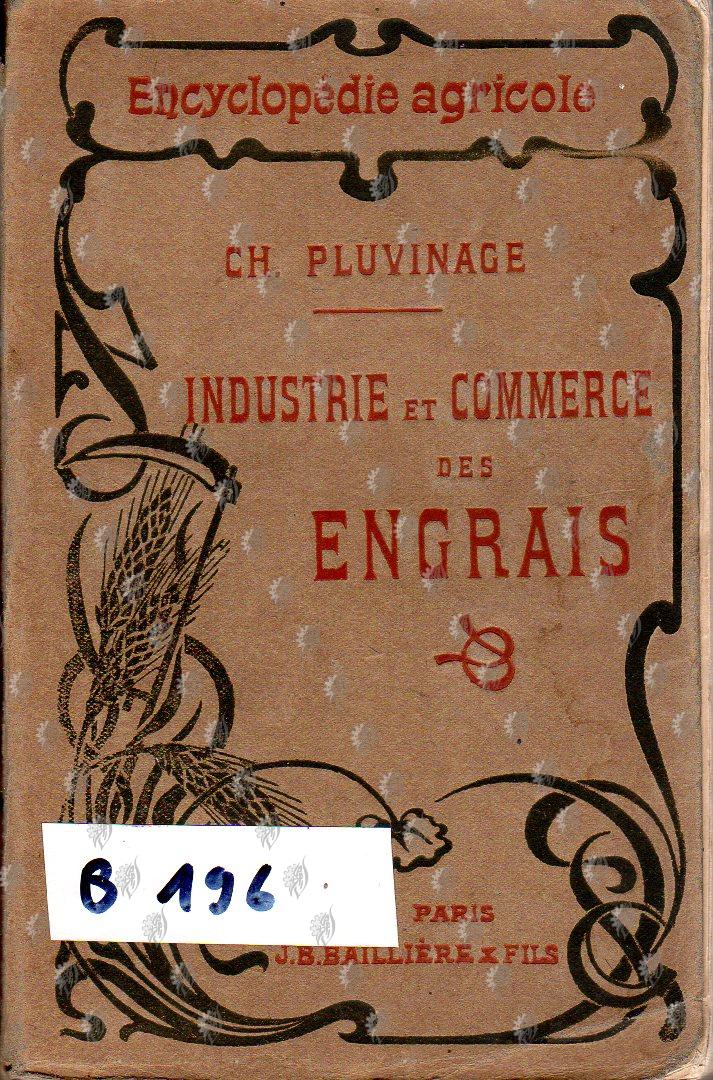 Encyclopédie agricole
CH. PLUVINAGE
INDUSTRIE ET COMMERCE
DES
ENGRAIS
B 196
PARIS
J.B.BAILLIÈRE & FILS